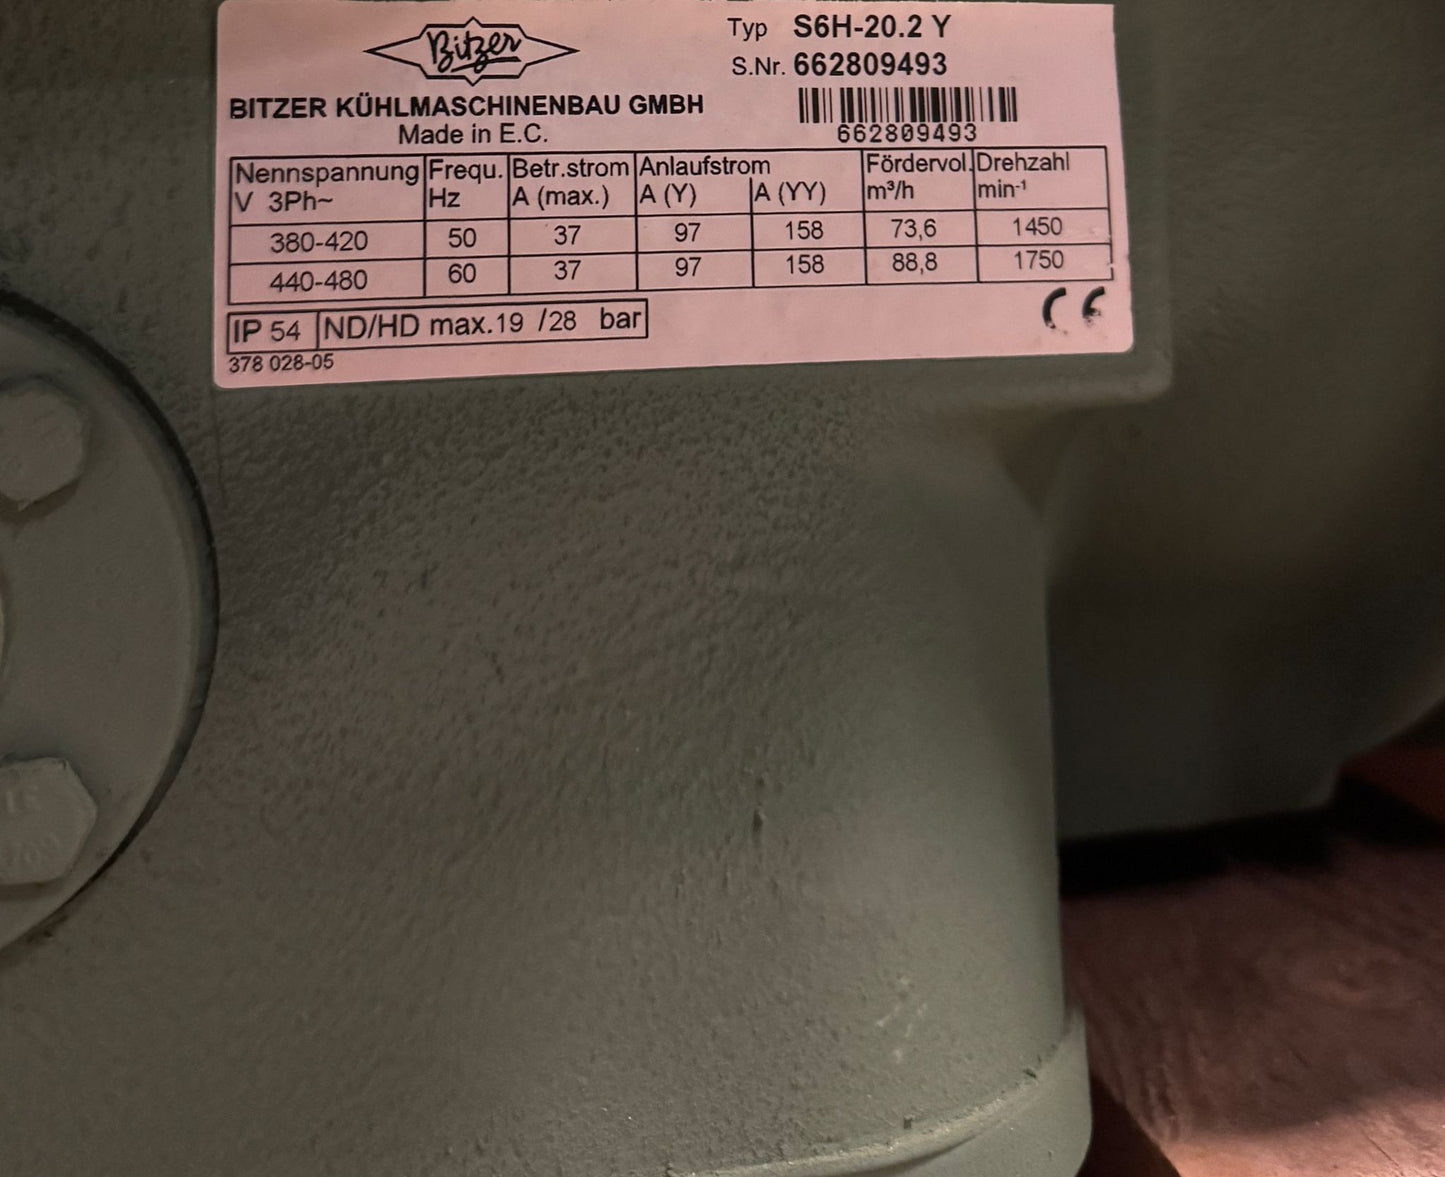 Bitzer
Typ S6H-20.2 Y
S.Nr. 662809493
BITZER KÜHLMASCHINENBAU GMBH
Made in E.C.
662809493
Nennspannung Frequ. Betr.strom Anlaufstrom Fördervol. Drehzahl
V 3Ph~ Hz A (max.) A (Y) A (YY) m³/h min-¹
380-420 50 37 97 158 73,6 1450
440-480 60 37 97 158 88,8 1750
IP 54 ND/HD max.19 /28 bar
CE
378 028-05